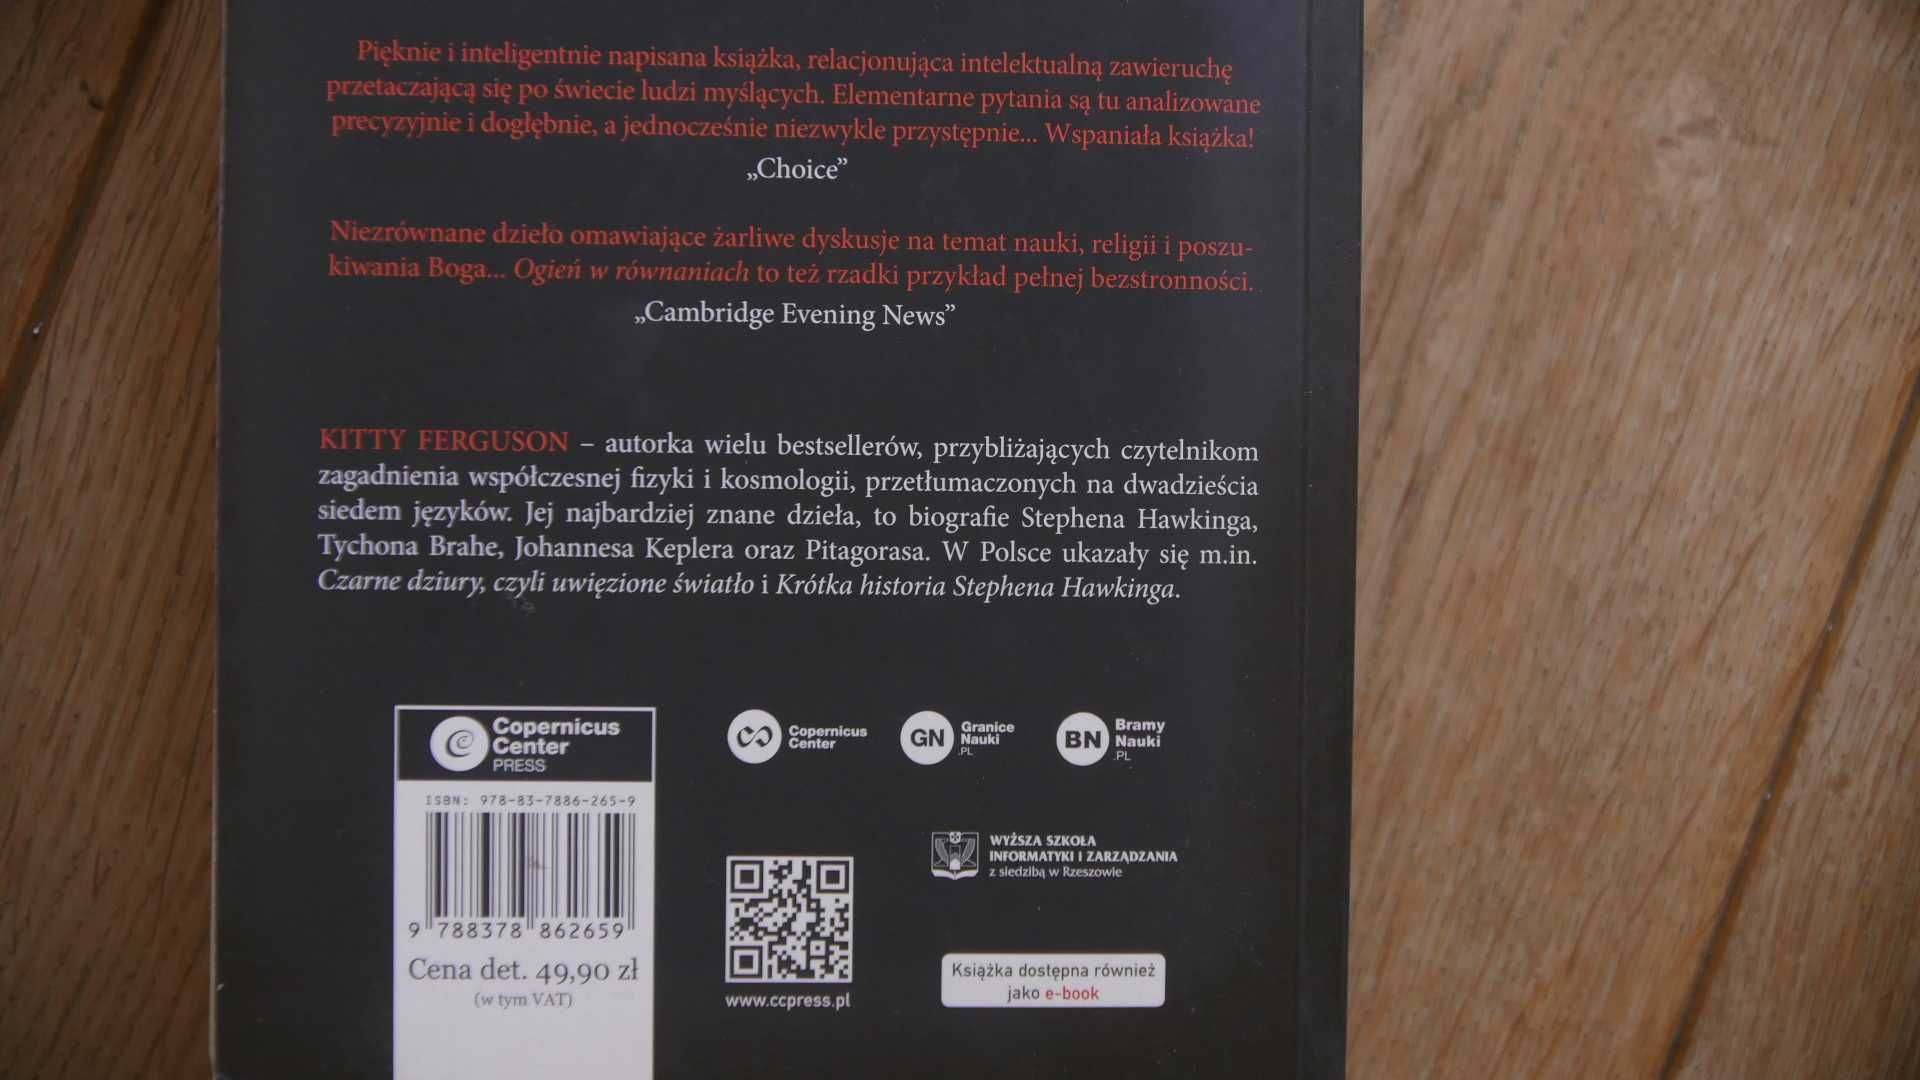 Pięknie i inteligentnie napisana książka, relacjonująca intelektualną zawieruchę
przetaczającą się po świecie ludzi myślących. Elementarne pytania są tu analizowane
precyzyjnie i dogłębnie, a jednocześnie niezwykle przystępnie... Wspaniała książka!
„Choice”
Niezrównane dzieło omawiające żarliwe dyskusje na temat nauki, religii i poszu-
kiwania Boga... Ogień w równaniach to też rzadki przykład pełnej bezstronności.
„Cambridge Evening News”
KITTY FERGUSON – autorka wielu bestsellerów, przybliżających czytelnikom
zagadnienia współczesnej fizyki i kosmologii, przetłumaczonych na dwadzieścia
siedem języków. Jej najbardziej znane dzieła, to biografie Stephena Hawkinga,
Tychona Brahe, Johannesa Keplera oraz Pitagorasa. W Polsce ukazały się m.in.
Czarne dziury, czyli uwięzione światło i Krótka historia Stephena Hawkinga.
Copernicus
Center
PRESS
ISBN: 978-83-7886-265-9
9 788378 862659
Cena det. 49,90 zł
(w tym VAT)
Copernicus
Center
GN
Granice
Nauki
.PL
BN
Bramy
Nauki
.PL
WYŻSZA SZKOŁA
INFORMATYKI I ZARZĄDZANIA
z siedzibą w Rzeszowie
www.ccpress.pl
Książka dostępna również
jako e-book